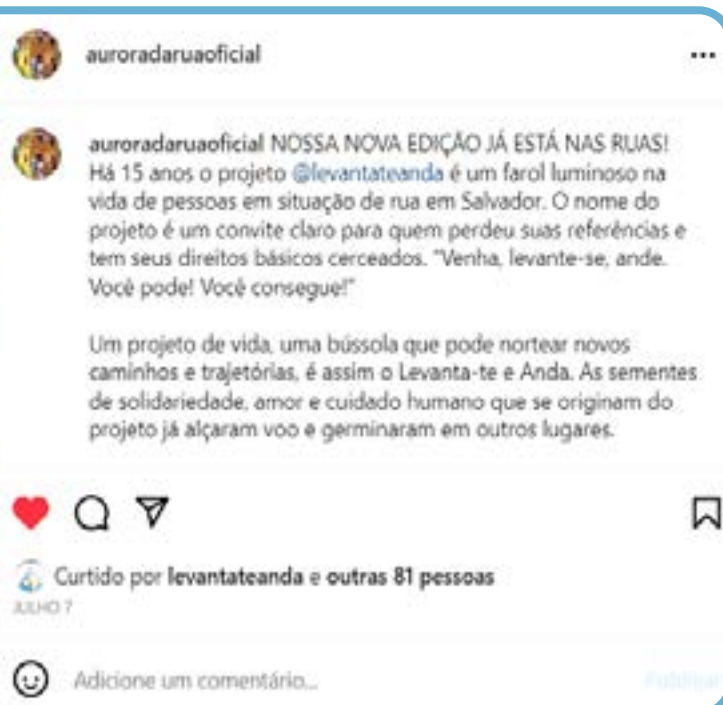 auroradaruaoficial
auroradaruaoficial NOSSA NOVA EDIÇÃO JÁ ESTÁ NAS RUAS!
Há 15 anos o projeto @levantateanda é um farol luminoso na
vida de pessoas em situação de rua em Salvador. O nome do
projeto é um convite claro para quem perdeu suas referências e
tem seus direitos básicos cerceados. "Venha, levante-se, ande.
Você pode! Você consegue!"
Um projeto de vida, uma bússola que pode nortear novos
caminhos e trajetórias, é assim o Levanta-te e Anda. As sementes
de solidariedade, amor e cuidado humano que se originam do
projeto já alçaram voo e germinaram em outros lugares.
Curtido por levantateanda e outras 81 pessoas
JULHO 7
Adicione um comentário...
Publicar